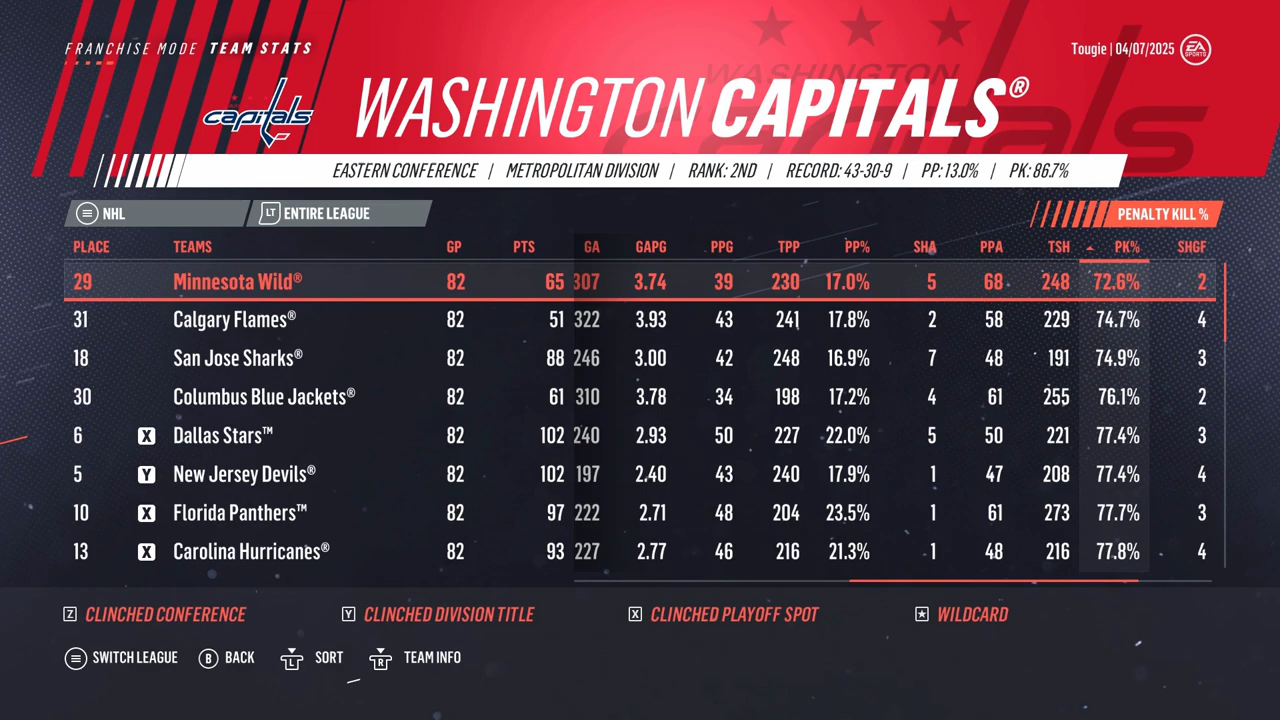 FRANCHISE MODE TEAM STATS
Tougie | 04/07/2025 EA SPORTS
WASHINGTON
capitals
capitals WASHINGTON CAPITALS®
EASTERN CONFERENCE | METROPOLITAN DIVISION | RANK: 2ND | RECORD: 43-30-9 | PP: 13.0% | PK: 86.7%
NHL LT ENTIRE LEAGUE PENALTY KILL %
PLACE TEAMS GP PTS GA GAPG PPG TPP PP% SHA PPA TSH PK% SHGF
29 Minnesota Wild® 82 65 307 3.74 39 230 17.0% 5 68 248 72.6% 2
31 Calgary Flames® 82 51 322 3.93 43 241 17.8% 2 58 229 74.7% 4
18 San Jose Sharks® 82 88 246 3.00 42 248 16.9% 7 48 191 74.9% 3
30 Columbus Blue Jackets® 82 61 310 3.78 34 198 17.2% 4 61 255 76.1% 2
6 X Dallas Stars™ 82 102 240 2.93 50 227 22.0% 5 50 221 77.4% 3
5 Y New Jersey Devils® 82 102 197 2.40 43 240 17.9% 1 47 208 77.4% 4
10 X Florida Panthers™ 82 97 222 2.71 48 204 23.5% 1 61 273 77.7% 3
13 X Carolina Hurricanes® 82 93 227 2.77 46 216 21.3% 1 48 216 77.8% 4
Z CLINCHED CONFERENCE Y CLINCHED DIVISION TITLE X CLINCHED PLAYOFF SPOT WILDCARD
SWITCH LEAGUE B BACK L SORT R TEAM INFO